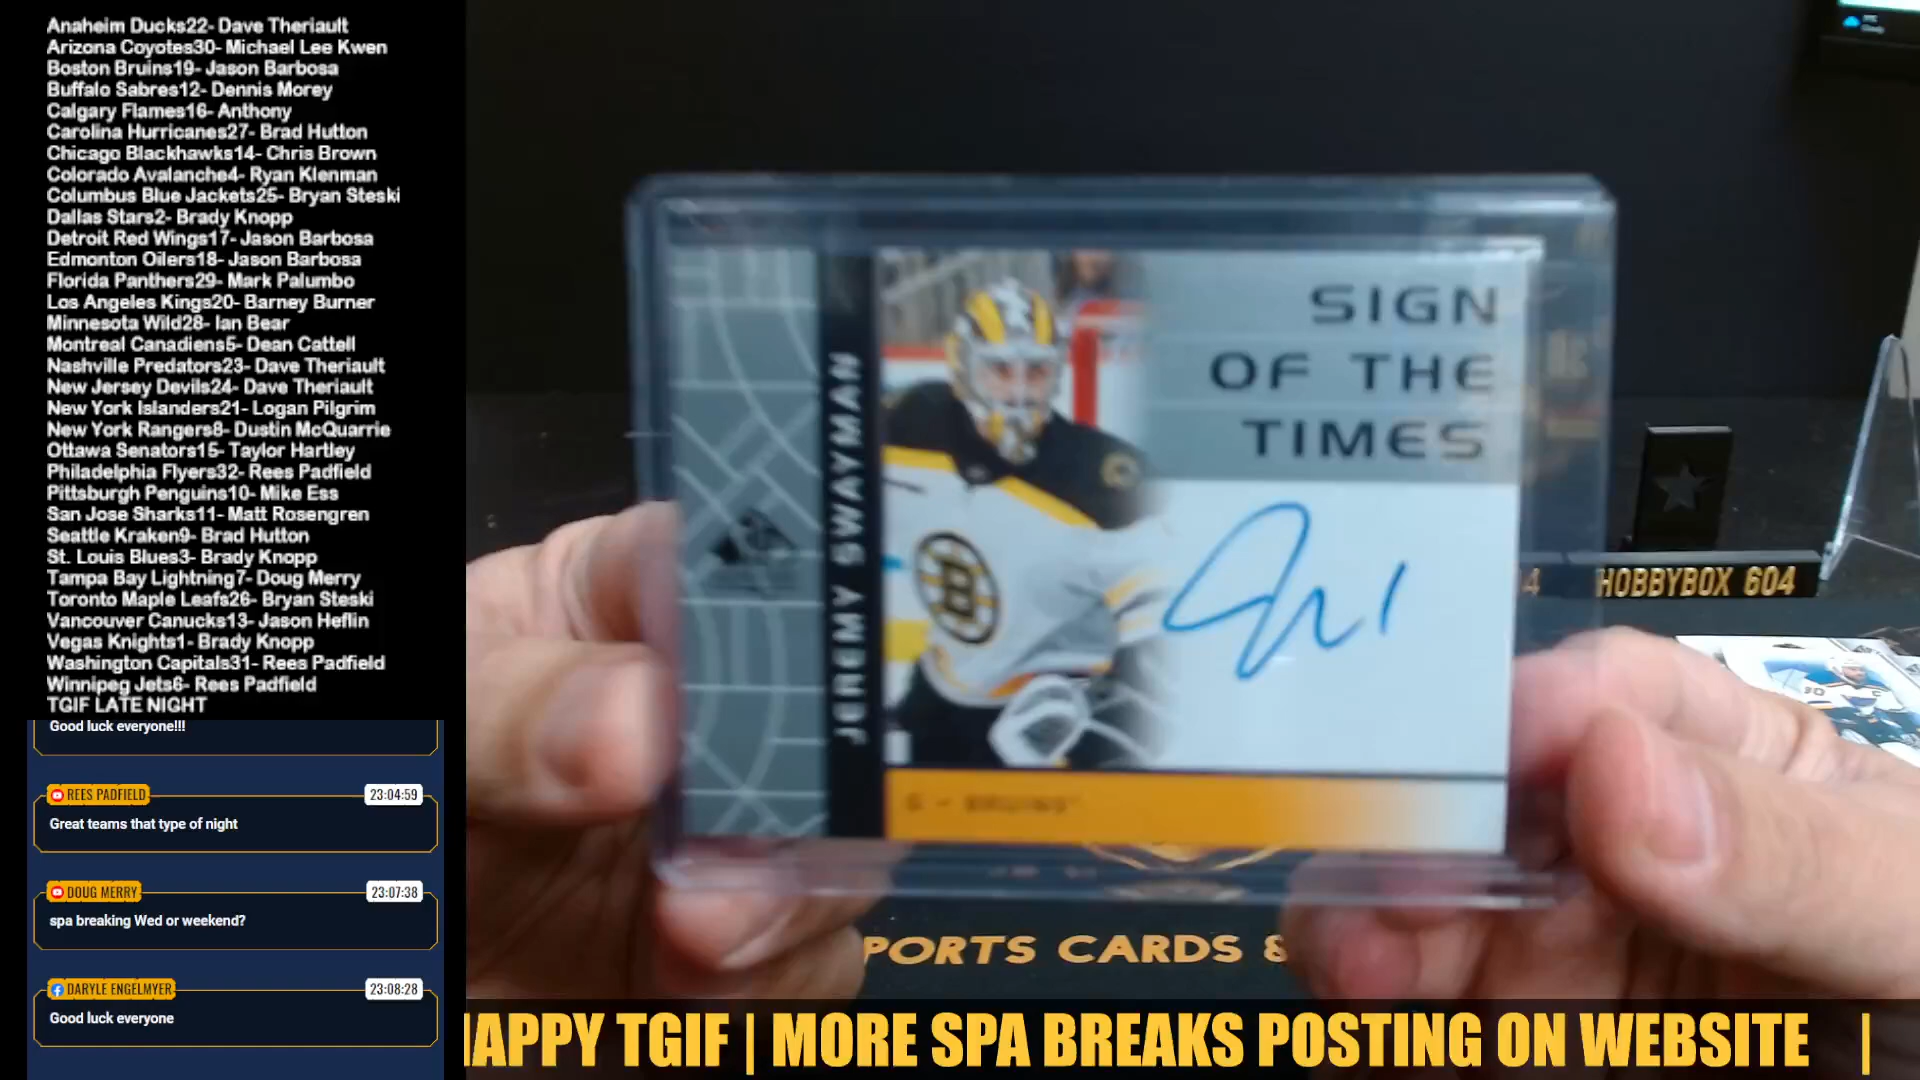 Anaheim Ducks22- Dave Theriault
Arizona Coyotes30- Michael Lee Kwen
Boston Bruins19- Jason Barbosa
Buffalo Sabres12- Dennis Morey
Calgary Flames16- Anthony
Carolina Hurricanes27- Brad Hutton
Chicago Blackhawks14- Chris Brown
Colorado Avalanche4- Ryan Klenman
Columbus Blue Jackets25- Bryan Steski
Dallas Stars2- Brady Knopp
Detroit Red Wings17- Jason Barbosa
Edmonton Oilers18- Jason Barbosa
Florida Panthers29- Mark Palumbo
Los Angeles Kings20- Barney Burner
Minnesota Wild28- Ian Bear
Montreal Canadiens5- Dean Cattell
Nashville Predators23- Dave Theriault
New Jersey Devils24- Dave Theriault
New York Islanders21- Logan Pilgrim
New York Rangers8- Dustin McQuarrie
Ottawa Senators15- Taylor Hartley
Philadelphia Flyers32- Rees Padfield
Pittsburgh Penguins10- Mike Ess
San Jose Sharks11- Matt Rosengren
Seattle Kraken9- Brad Hutton
St. Louis Blues3- Brady Knopp
Tampa Bay Lightning7- Doug Merry
Toronto Maple Leafs26- Bryan Steski
Vancouver Canucks13- Jason Heflin
Vegas Knights1- Brady Knopp
Washington Capitals31- Rees Padfield
Winnipeg Jets6- Rees Padfield
TGIF LATE NIGHT
Good luck everyone!!!
REES PADFIELD 23:04:59
Great teams that type of night
DOUG MERRY 23:07:38
spa breaking Wed or weekend?
DARYLE ENGELMYER 23:08:28
Good luck everyone
SIGN
OF THE
TIMES
JEREMY SWAYMAN
B
G - BRUINS
4 HOBBYBOX 604
PORTS CARDS &
HAPPY TGIF | MORE SPA BREAKS POSTING ON WEBSITE |